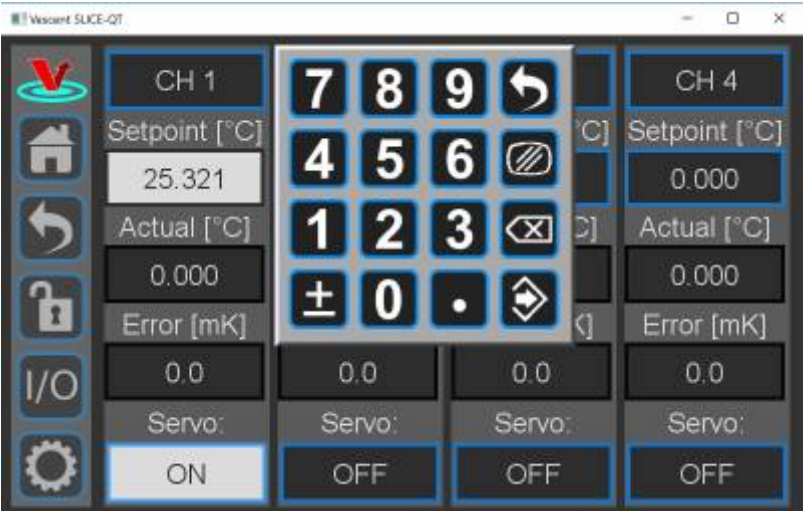 Vescent SLICE-QT
CH 1
CH 4
7 8 9
4 5 6
1 2 3
± 0 .
Setpoint [°C]
°C]
Setpoint [°C]
25.321
0.000
Actual [°C]
C]
Actual [°C]
0.000
0.000
Error [mK]
K]
Error [mK]
I/O
0.0
0.0
0.0
0.0
Servo:
Servo:
Servo:
Servo:
ON
OFF
OFF
OFF